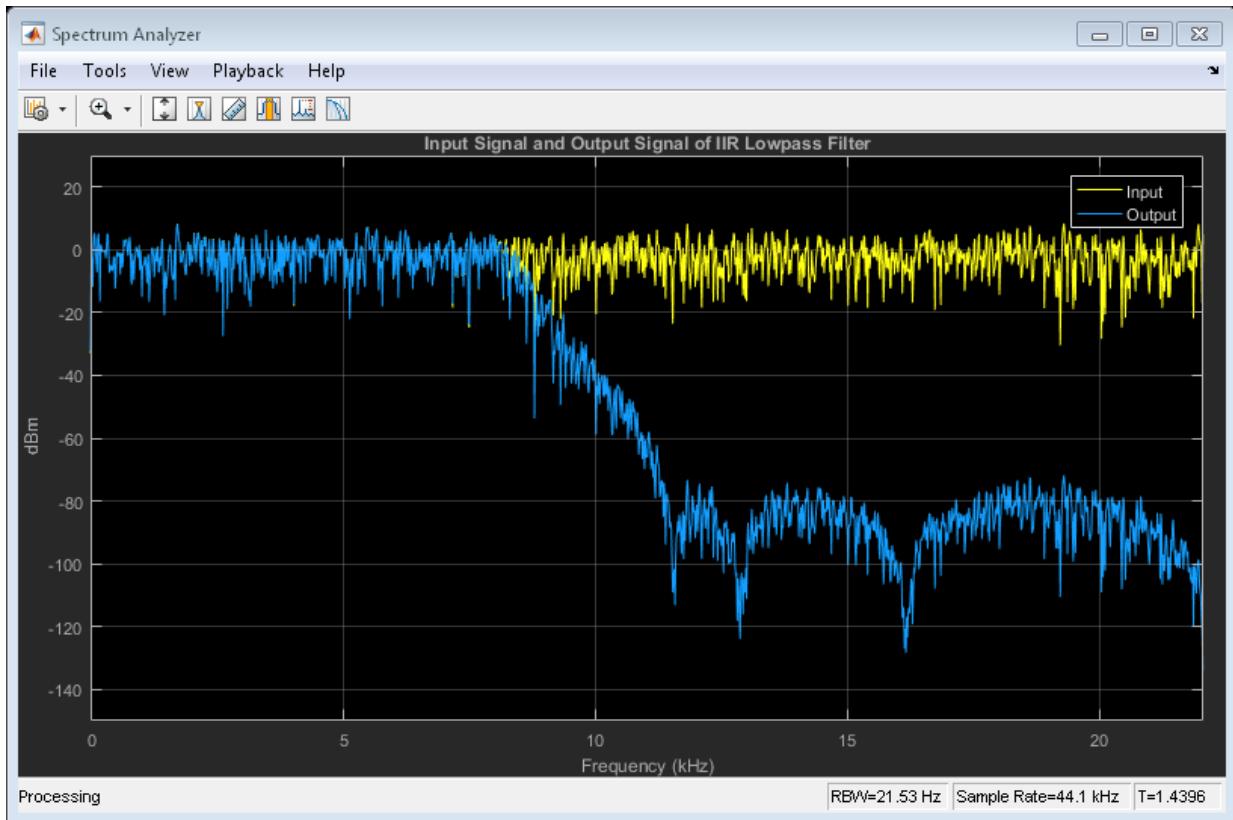 Spectrum Analyzer
File Tools View Playback Help
Input Signal and Output Signal of IIR Lowpass Filter
Input
Output
20
0
-20
-40
-60
-80
-100
-120
-140
dBm
0 5 10 15 20
Frequency (kHz)
Processing RBW=21.53 Hz Sample Rate=44.1 kHz T=1.4396